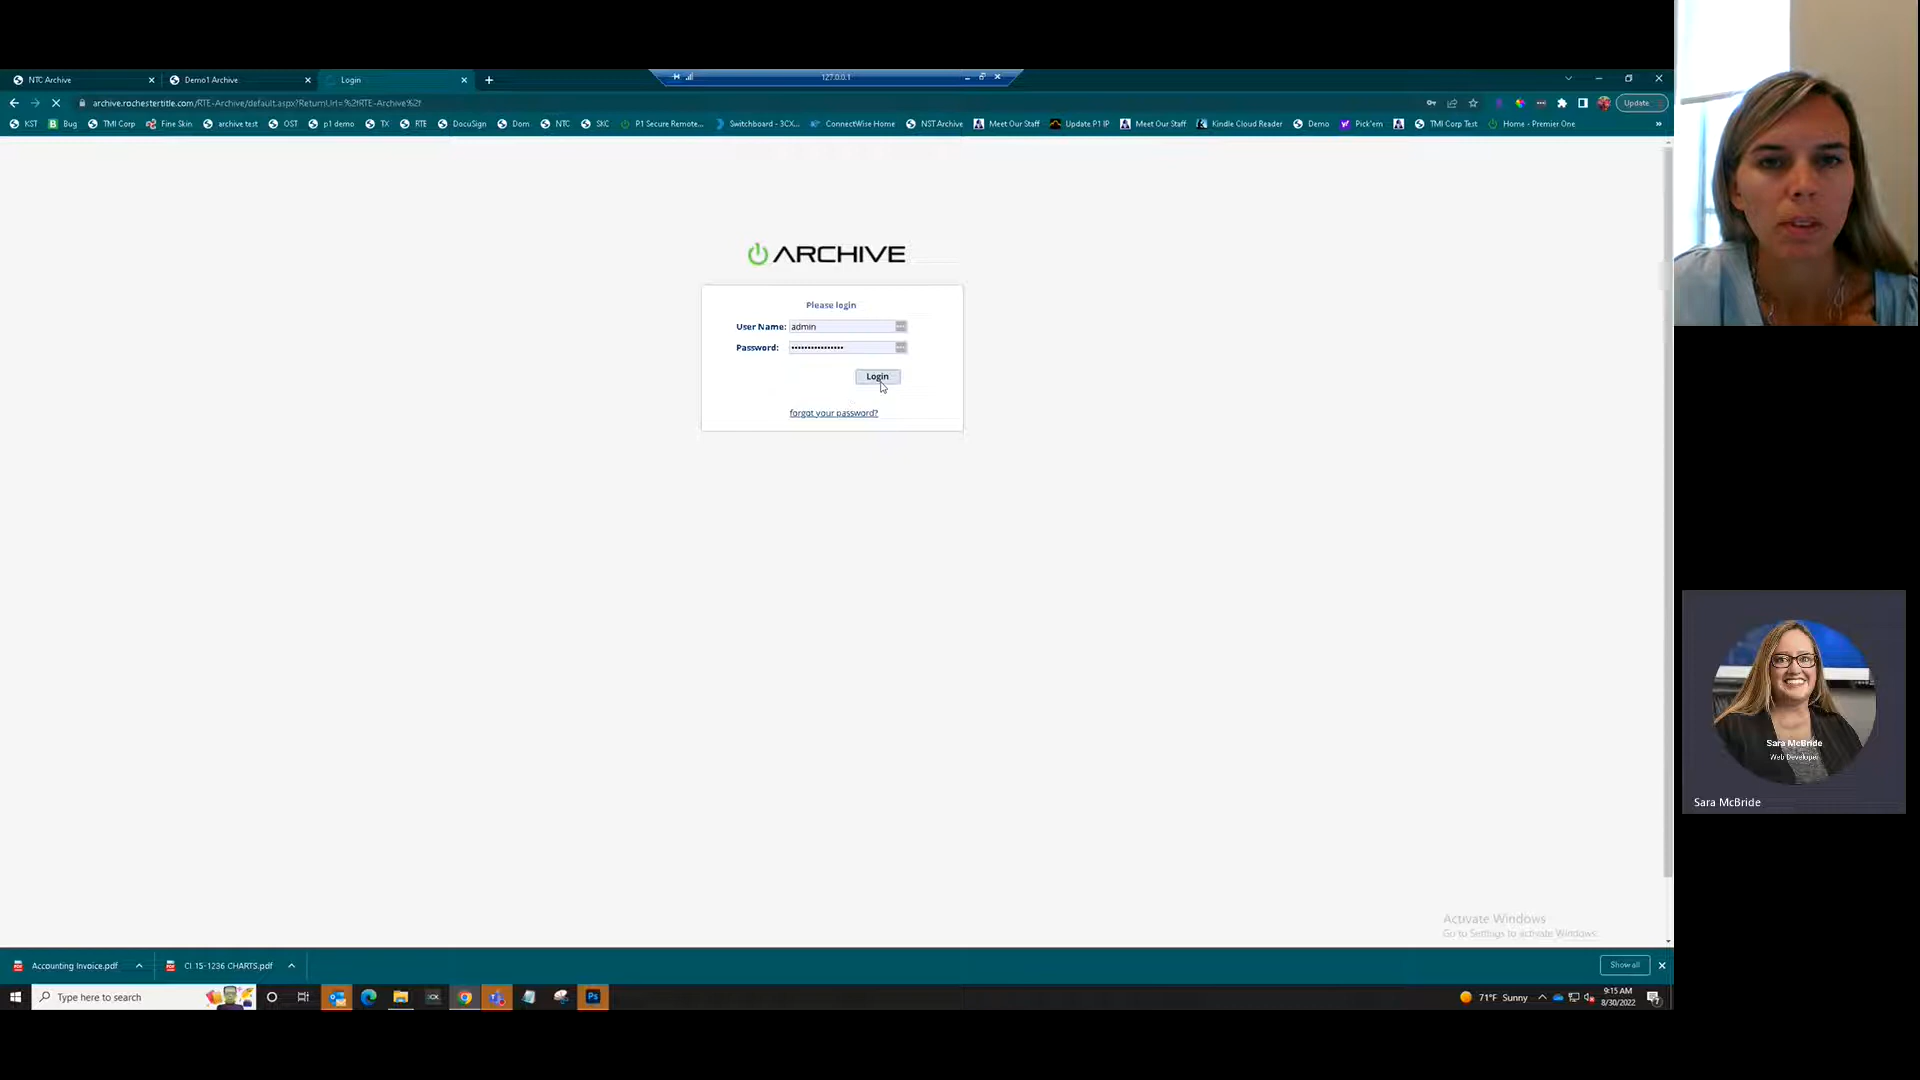 NTC Archive
Demo1 Archive
Login
127.0.0.1
archive.rochestertitle.com/RTE-Archive/default.aspx?ReturnUrl=%2fRTE-Archive%2f
Update
KST Bug TMI Corp Fine Skin archive test OST p1 demo TX RTE DocuSign Dom NTC SKC P1 Secure Remote... Switchboard - 3CX... ConnectWise Home NST Archive Meet Our Staff Update P1 IP Meet Our Staff Kindle Cloud Reader Demo Pick'em TMI Corp Test Home - Premier One »
ARCHIVE
Please login
User Name: admin
Password: ••••••••••••••••
Login
forgot your password?
Sara McBride
Web Developer
Sara McBride
Activate Windows
Go to Settings to activate Windows.
Accounting Invoice.pdf
CI 15-1236 CHARTS.pdf
Show all
Type here to search
Ps
71°F Sunny
9:15 AM
8/30/2022